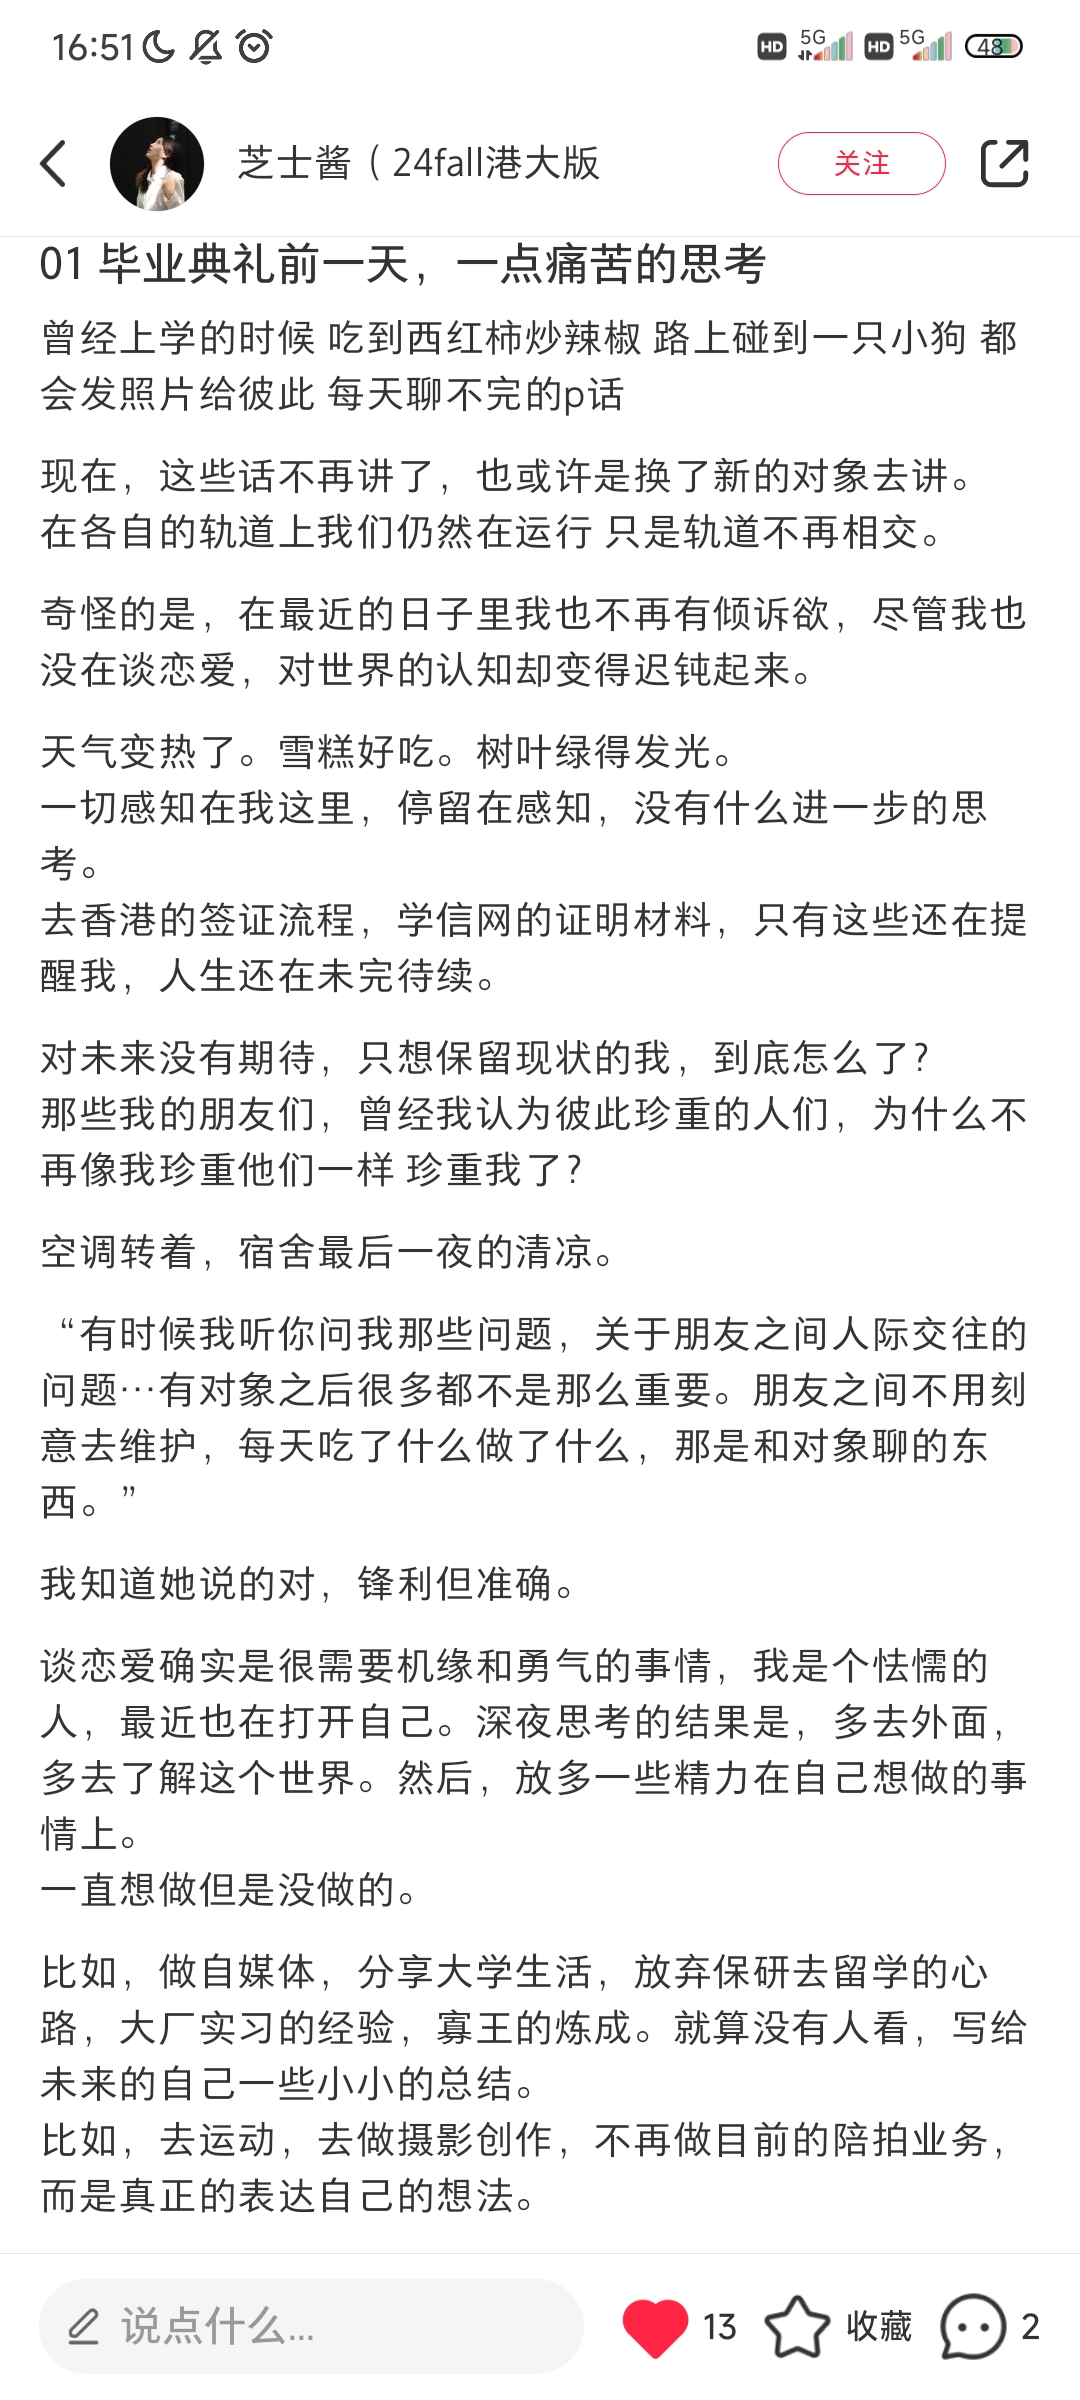 16:51
HD 5G HD 5G 48
芝士酱（24fall港大版
关注
01 毕业典礼前一天，一点痛苦的思考
曾经上学的时候 吃到西红柿炒辣椒 路上碰到一只小狗 都
会发照片给彼此 每天聊不完的p话
现在，这些话不再讲了，也或许是换了新的对象去讲。
在各自的轨道上我们仍然在运行 只是轨道不再相交。
奇怪的是，在最近的日子里我也不再有倾诉欲，尽管我也
没在谈恋爱，对世界的认知却变得迟钝起来。
天气变热了。雪糕好吃。树叶绿得发光。
一切感知在我这里，停留在感知，没有什么进一步的思
考。
去香港的签证流程，学信网的证明材料，只有这些还在提
醒我，人生还在未完待续。
对未来没有期待，只想保留现状的我，到底怎么了？
那些我的朋友们，曾经我认为彼此珍重的人们，为什么不
再像我珍重他们一样 珍重我了？
空调转着，宿舍最后一夜的清凉。
“有时候我听你问我那些问题，关于朋友之间人际交往的
问题…有对象之后很多都不是那么重要。朋友之间不用刻
意去维护，每天吃了什么做了什么，那是和对象聊的东
西。”
我知道她说的对，锋利但准确。
谈恋爱确实是很需要机缘和勇气的事情，我是个怯懦的
人，最近也在打开自己。深夜思考的结果是，多去外面，
多去了解这个世界。然后，放多一些精力在自己想做的事
情上。
一直想做但是没做的。
比如，做自媒体，分享大学生活，放弃保研去留学的心
路，大厂实习的经验，寡王的炼成。就算没有人看，写给
未来的自己一些小小的总结。
比如，去运动，去做摄影创作，不再做目前的陪拍业务，
而是真正的表达自己的想法。
说点什么...
13
收藏
2